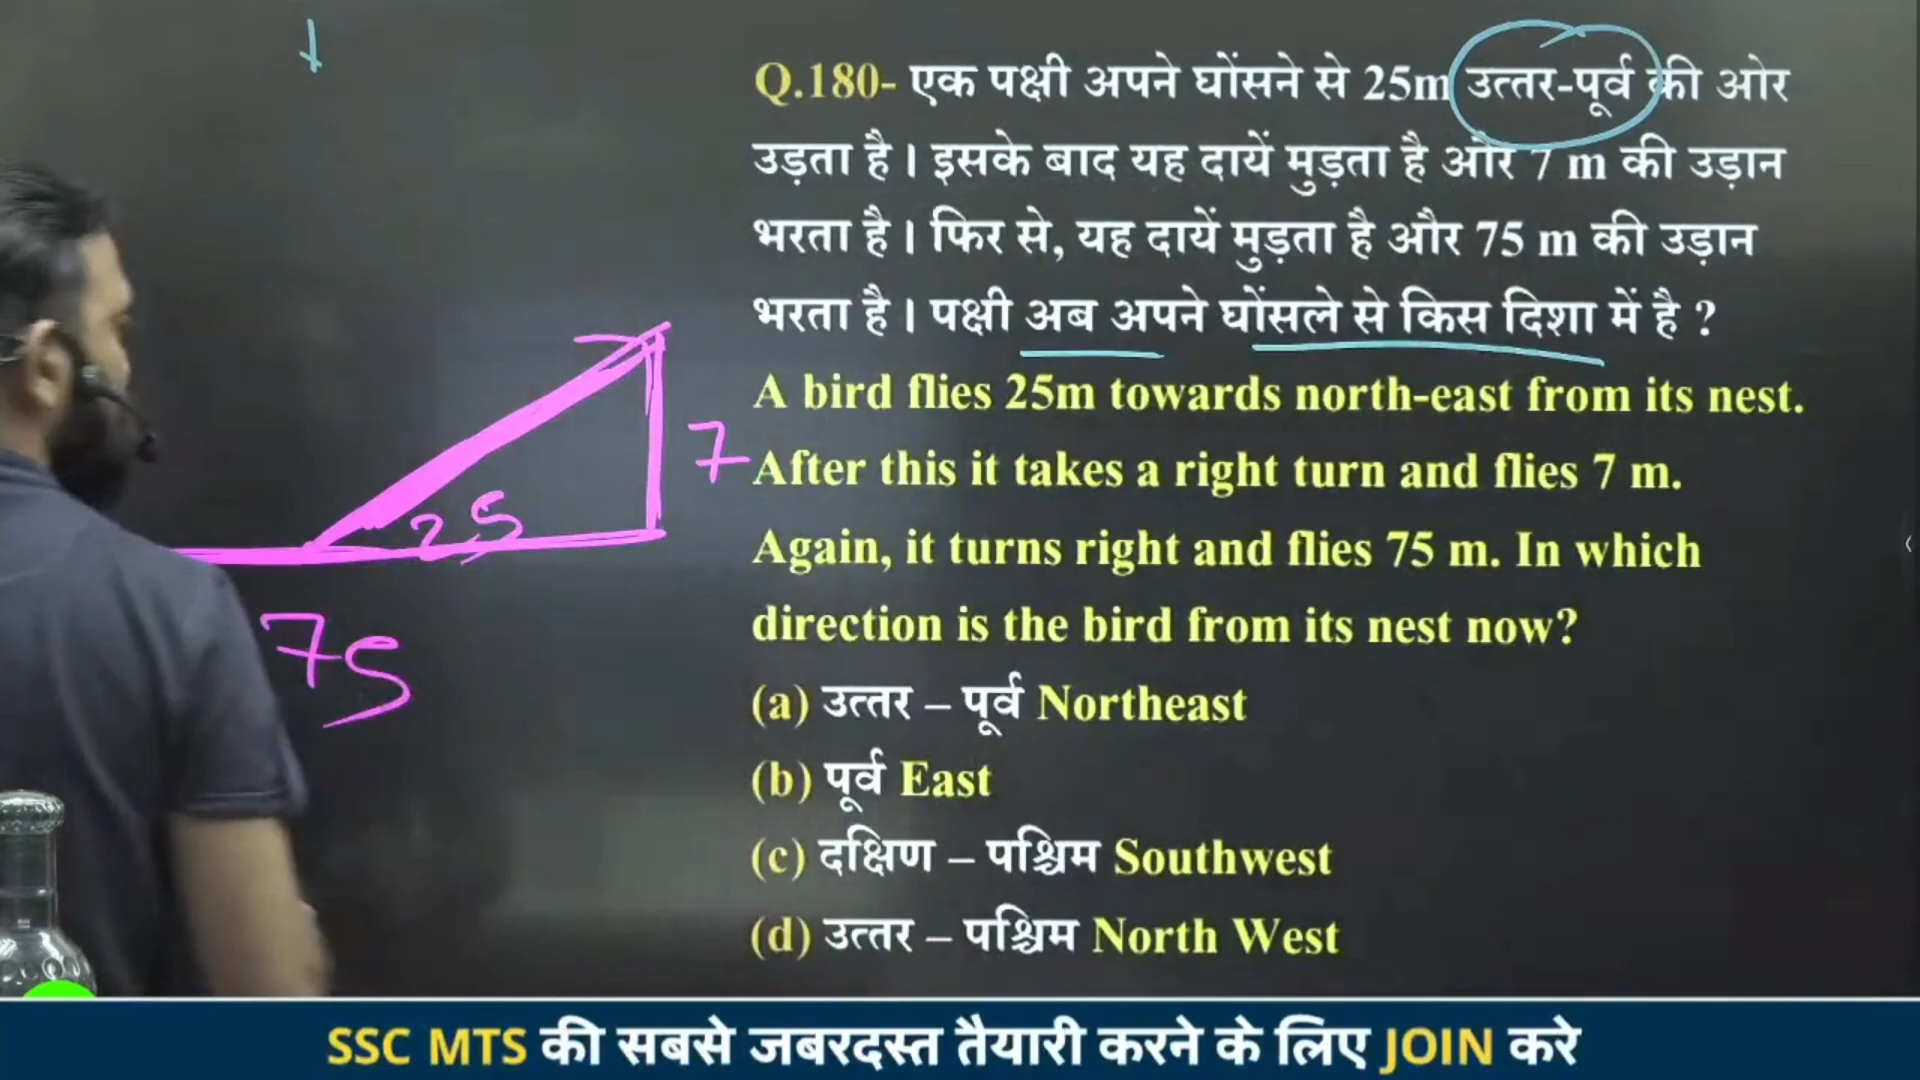 Q.180- एक पक्षी अपने घोंसने से 25m उत्तर-पूर्व की ओर
उड़ता है। इसके बाद यह दायें मुड़ता है और 7 m की उड़ान
भरता है। फिर से, यह दायें मुड़ता है और 75 m की उड़ान
भरता है। पक्षी अब अपने घोंसले से किस दिशा में है ?
A bird flies 25m towards north-east from its nest.
After this it takes a right turn and flies 7 m.
Again, it turns right and flies 75 m. In which
direction is the bird from its nest now?
(a) उत्तर – पूर्व Northeast
(b) पूर्व East
(c) दक्षिण – पश्चिम Southwest
(d) उत्तर – पश्चिम North West
7
25
75
SSC MTS की सबसे जबरदस्त तैयारी करने के लिए JOIN करे